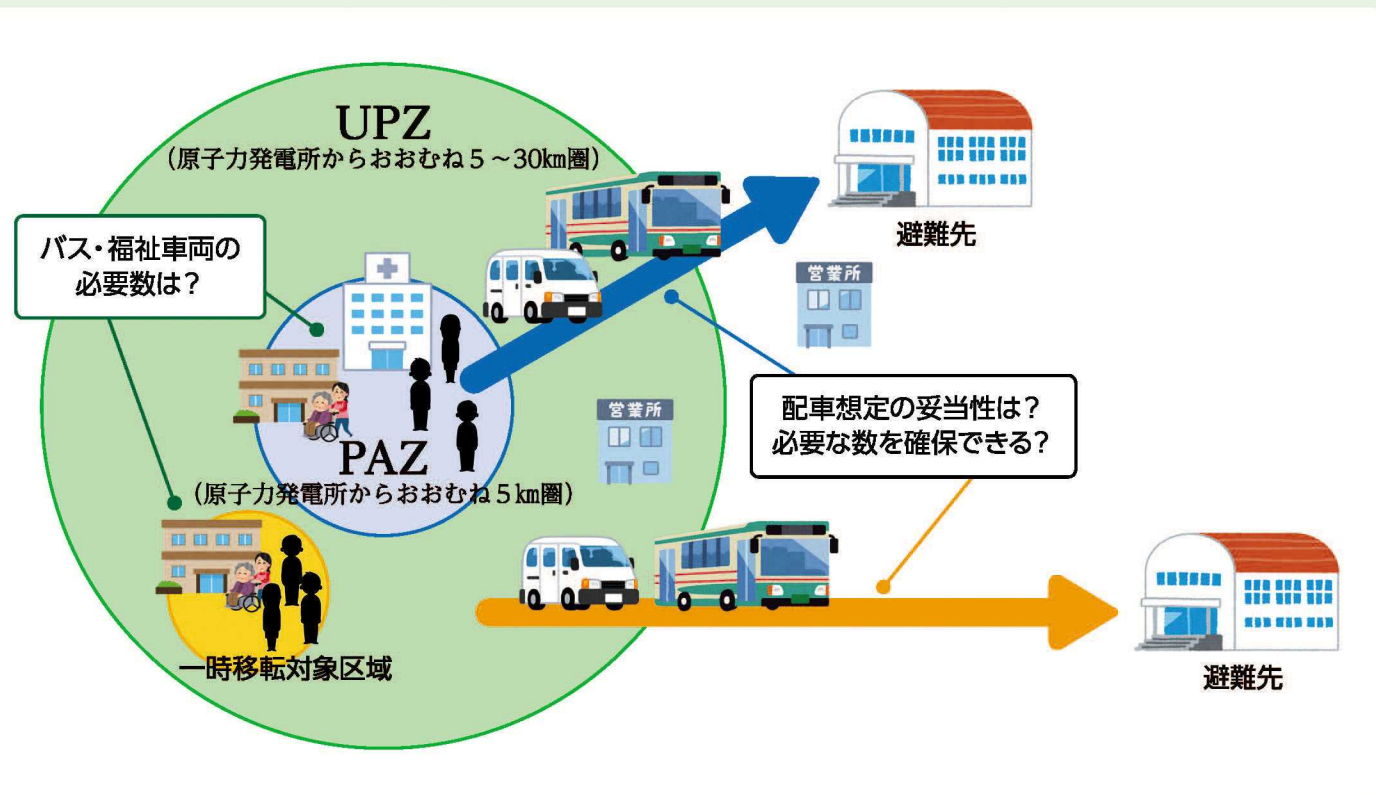 UPZ
(原子力発電所からおおむね5~30㎞圏)
バス・福祉車両の
必要数は?
避難先
営業所
配車想定の妥当性は?
必要な数を確保できる?
営業所
PAZ
(原子力発電所からおおむね5㎞圏)
一時移転対象区域
避難先